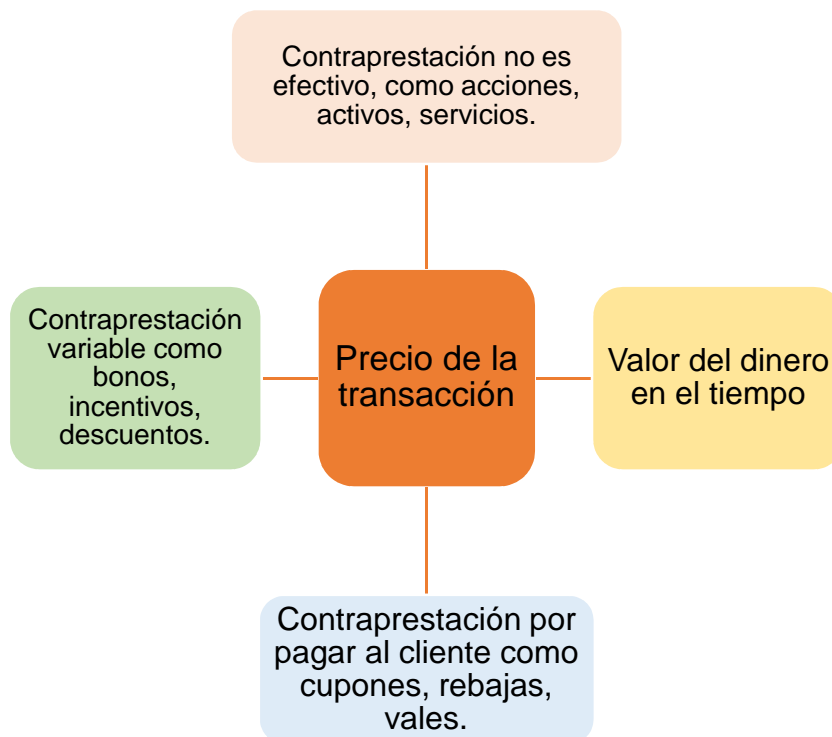 Contraprestación no es
efectivo, como acciones,
activos, servicios.
Contraprestación
variable como
bonos,
incentivos,
descuentos.
Precio de la
transacción
Valor del dinero
en el tiempo
Contraprestación por
pagar al cliente como
cupones, rebajas,
vales.